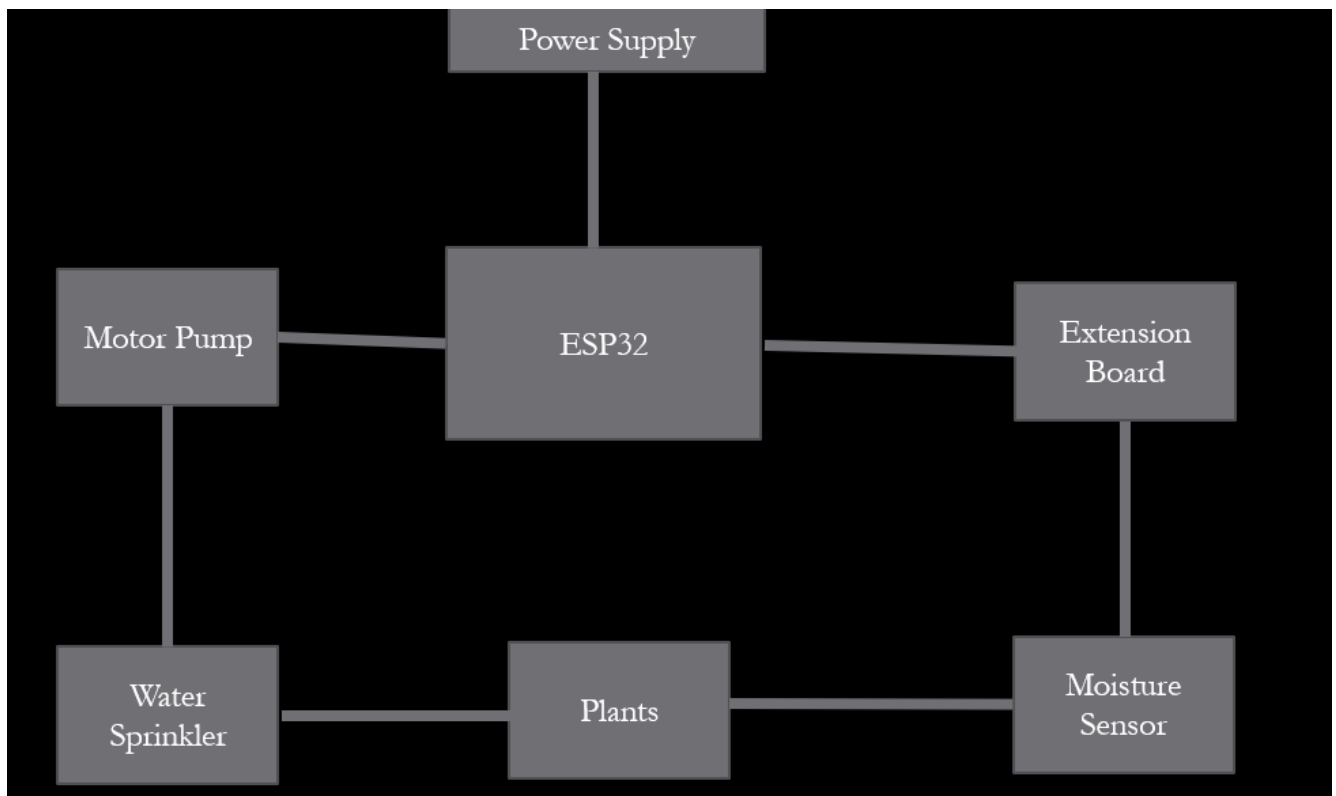 Power Supply
Motor Pump
ESP32
Extension
Board
Water
Sprinkler
Plants
Moisture
Sensor